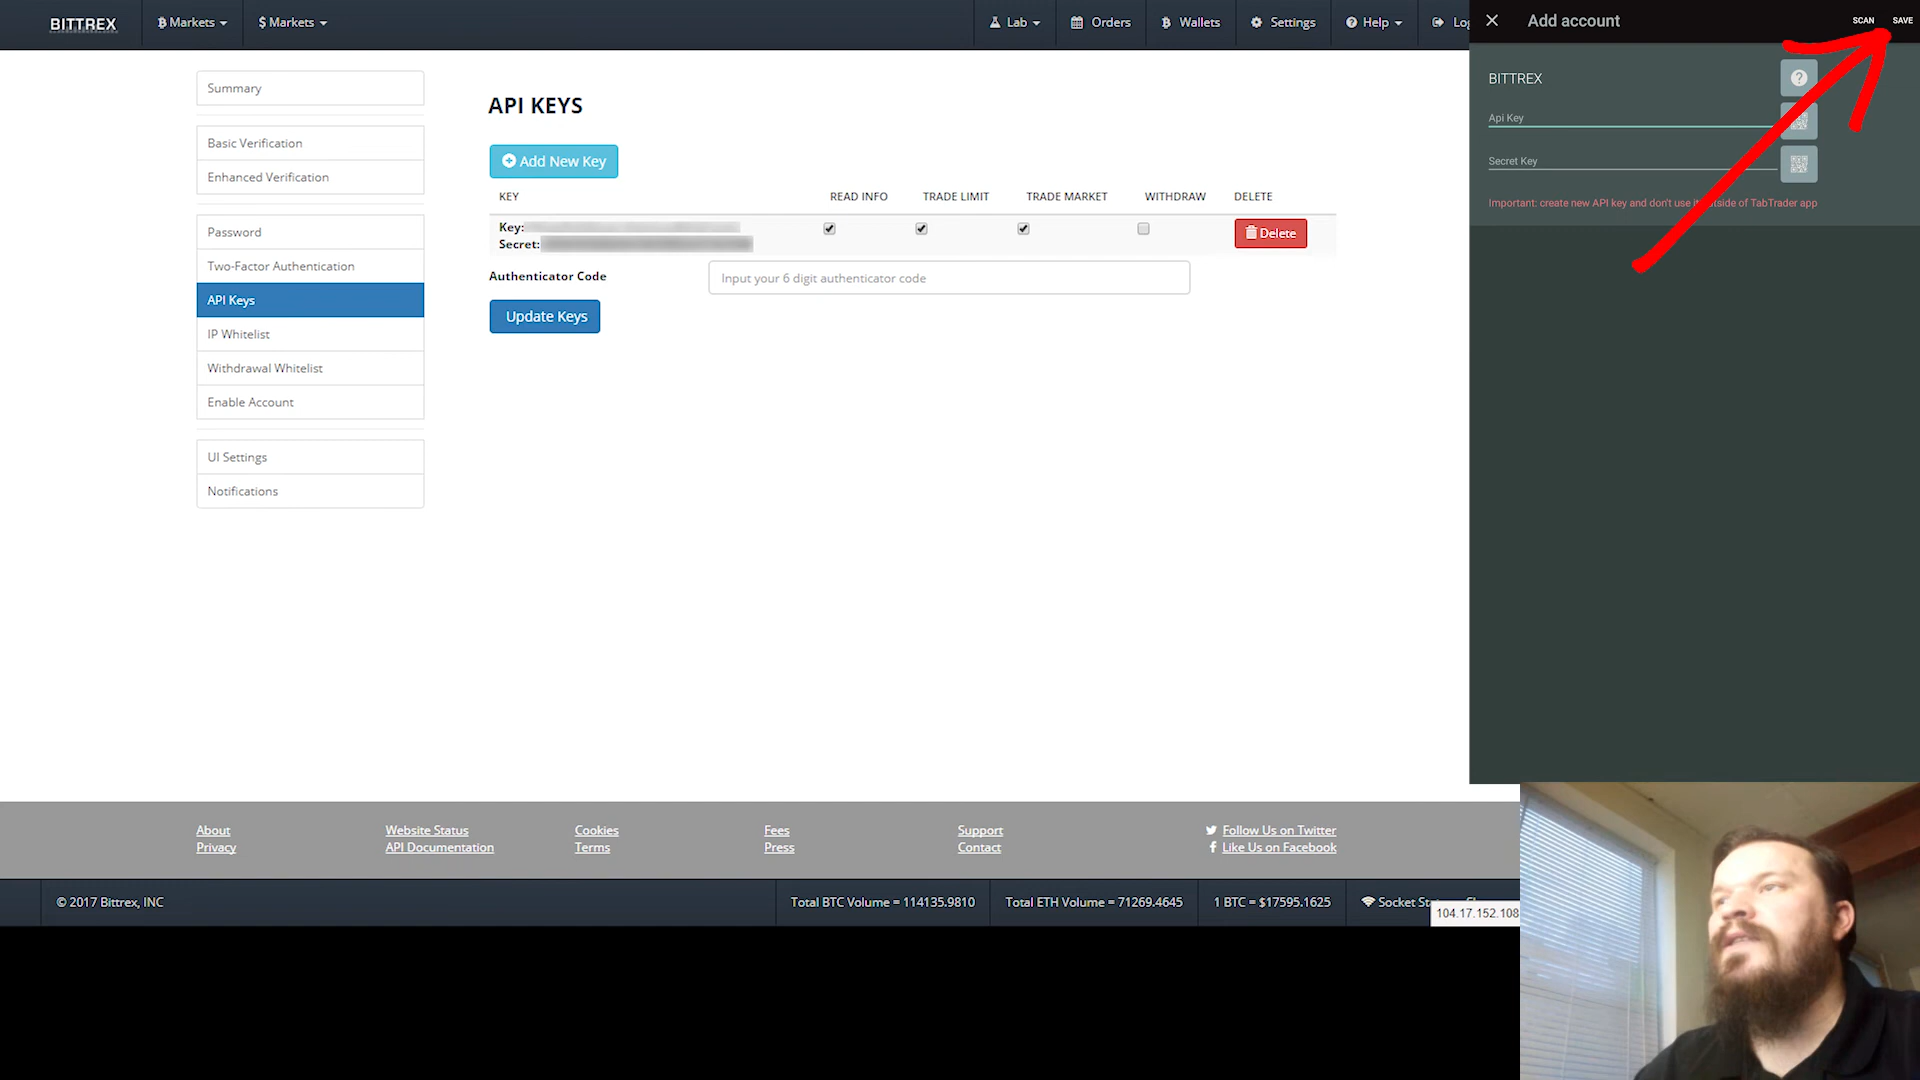 BITTREX
Markets
$ Markets
Lab
Orders
Wallets
Settings
Help
Summary
Basic Verification
Enhanced Verification
Password
Two-Factor Authentication
API Keys
IP Whitelist
Withdrawal Whitelist
Enable Account
UI Settings
Notifications
API KEYS
Add New Key
KEY READ INFO TRADE LIMIT TRADE MARKET WITHDRAW DELETE
Key:
Secret:
Delete
Authenticator Code
Input your 6 digit authenticator code
Update Keys
Add account
SCAN SAVE
BITTREX
?
Api Key
Secret Key
Important: create new API key and don't use of TabTrader app
About
Privacy
Website Status
API Documentation
Cookies
Terms
Fees
Press
Support
Contact
Follow Us on Twitter
Like Us on Facebook
© 2017 Bittrex, INC
Total BTC Volume = 114135.9810
Total ETH Volume = 71269.4645
1 BTC = $17595.1625
Socket
104.17.152.108